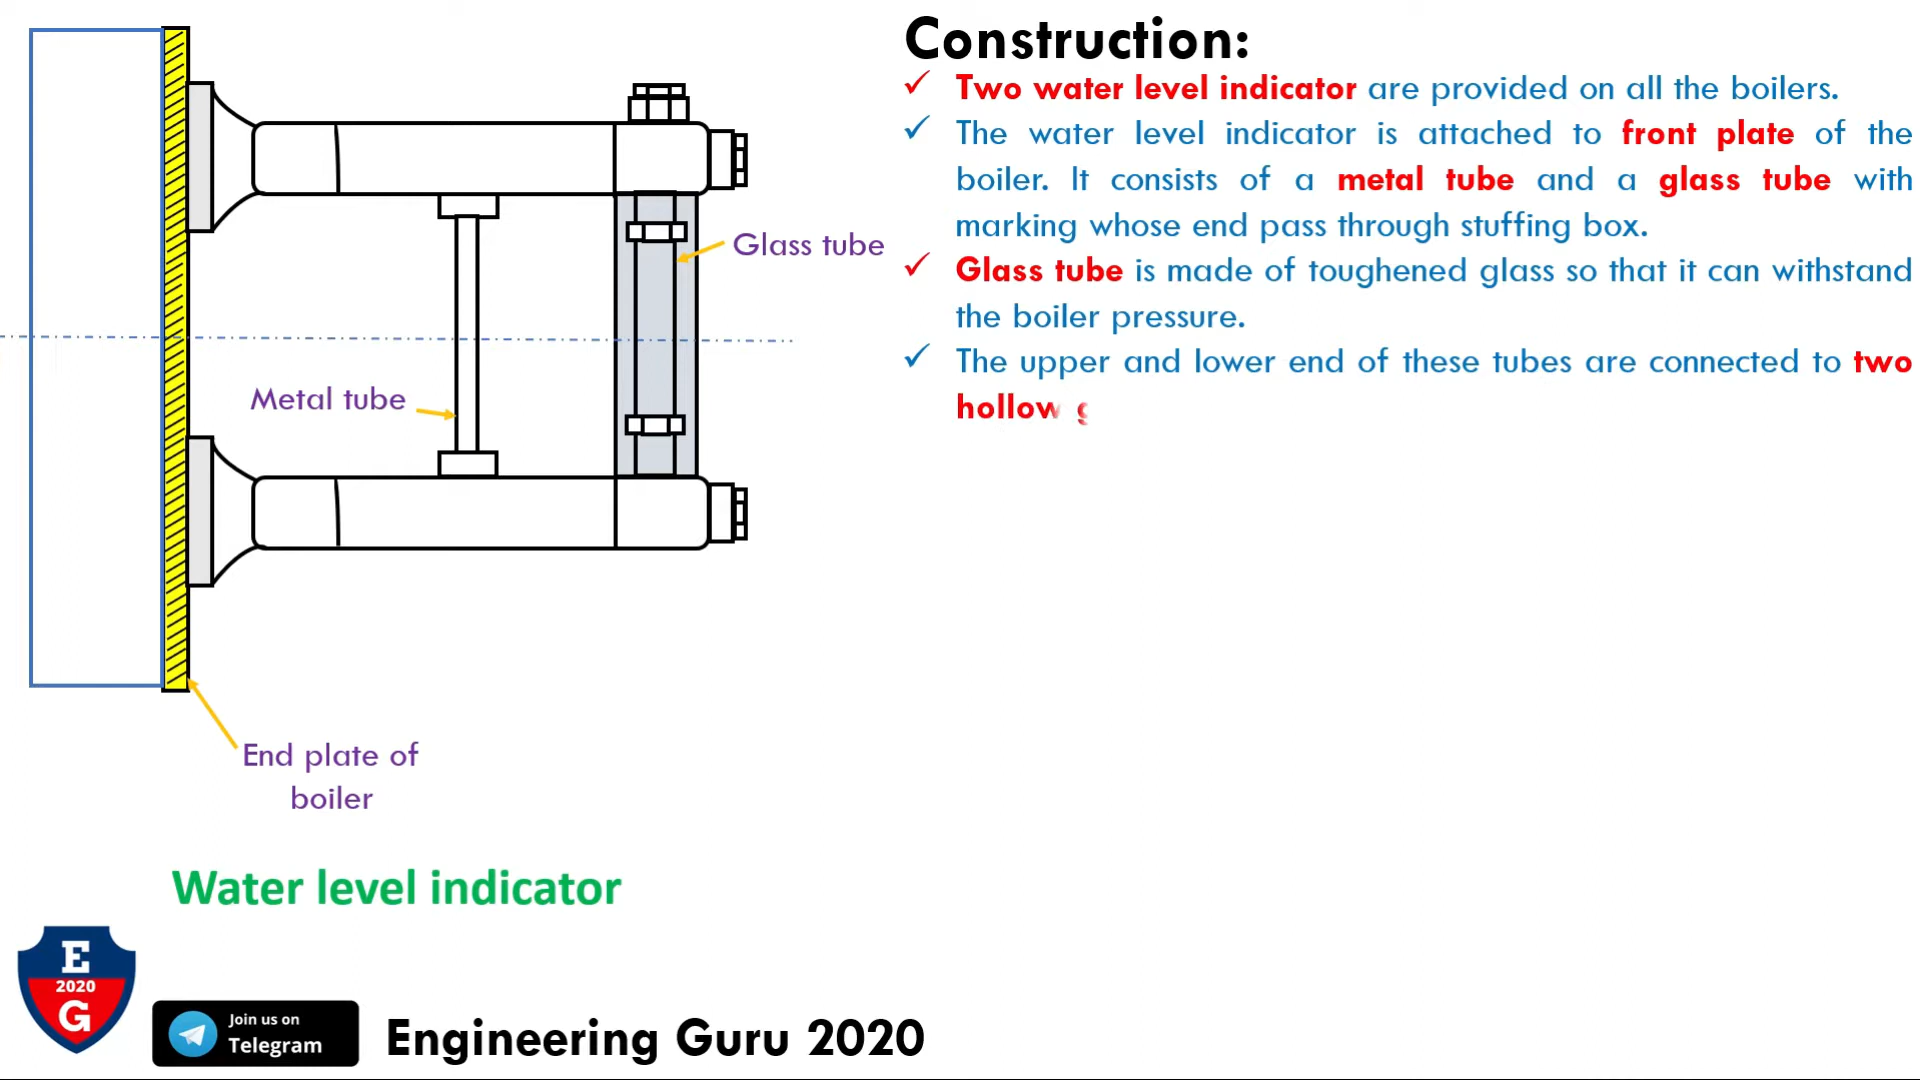 Construction:
✓ Two water level indicator are provided on all the boilers.
✓ The water level indicator is attached to front plate of the
boiler. It consists of a metal tube and a glass tube with
marking whose end pass through stuffing box.
✓ Glass tube is made of toughened glass so that it can withstand
the boiler pressure.
✓ The upper and lower end of these tubes are connected to two
hollow
Glass tube
Metal tube
End plate of
boiler
Water level indicator
E
2020
G
Join us on
Telegram
Engineering Guru 2020